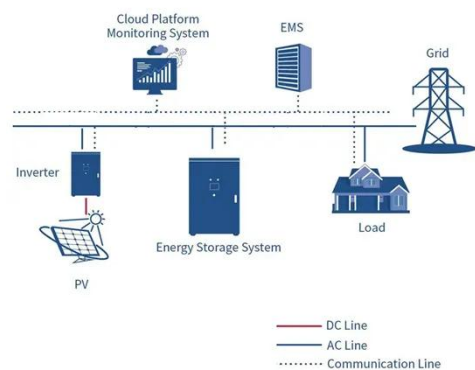 Cloud Platform
Monitoring System
EMS
Grid
Inverter
Energy Storage System
Load
PV
DC Line
AC Line
Communication Line